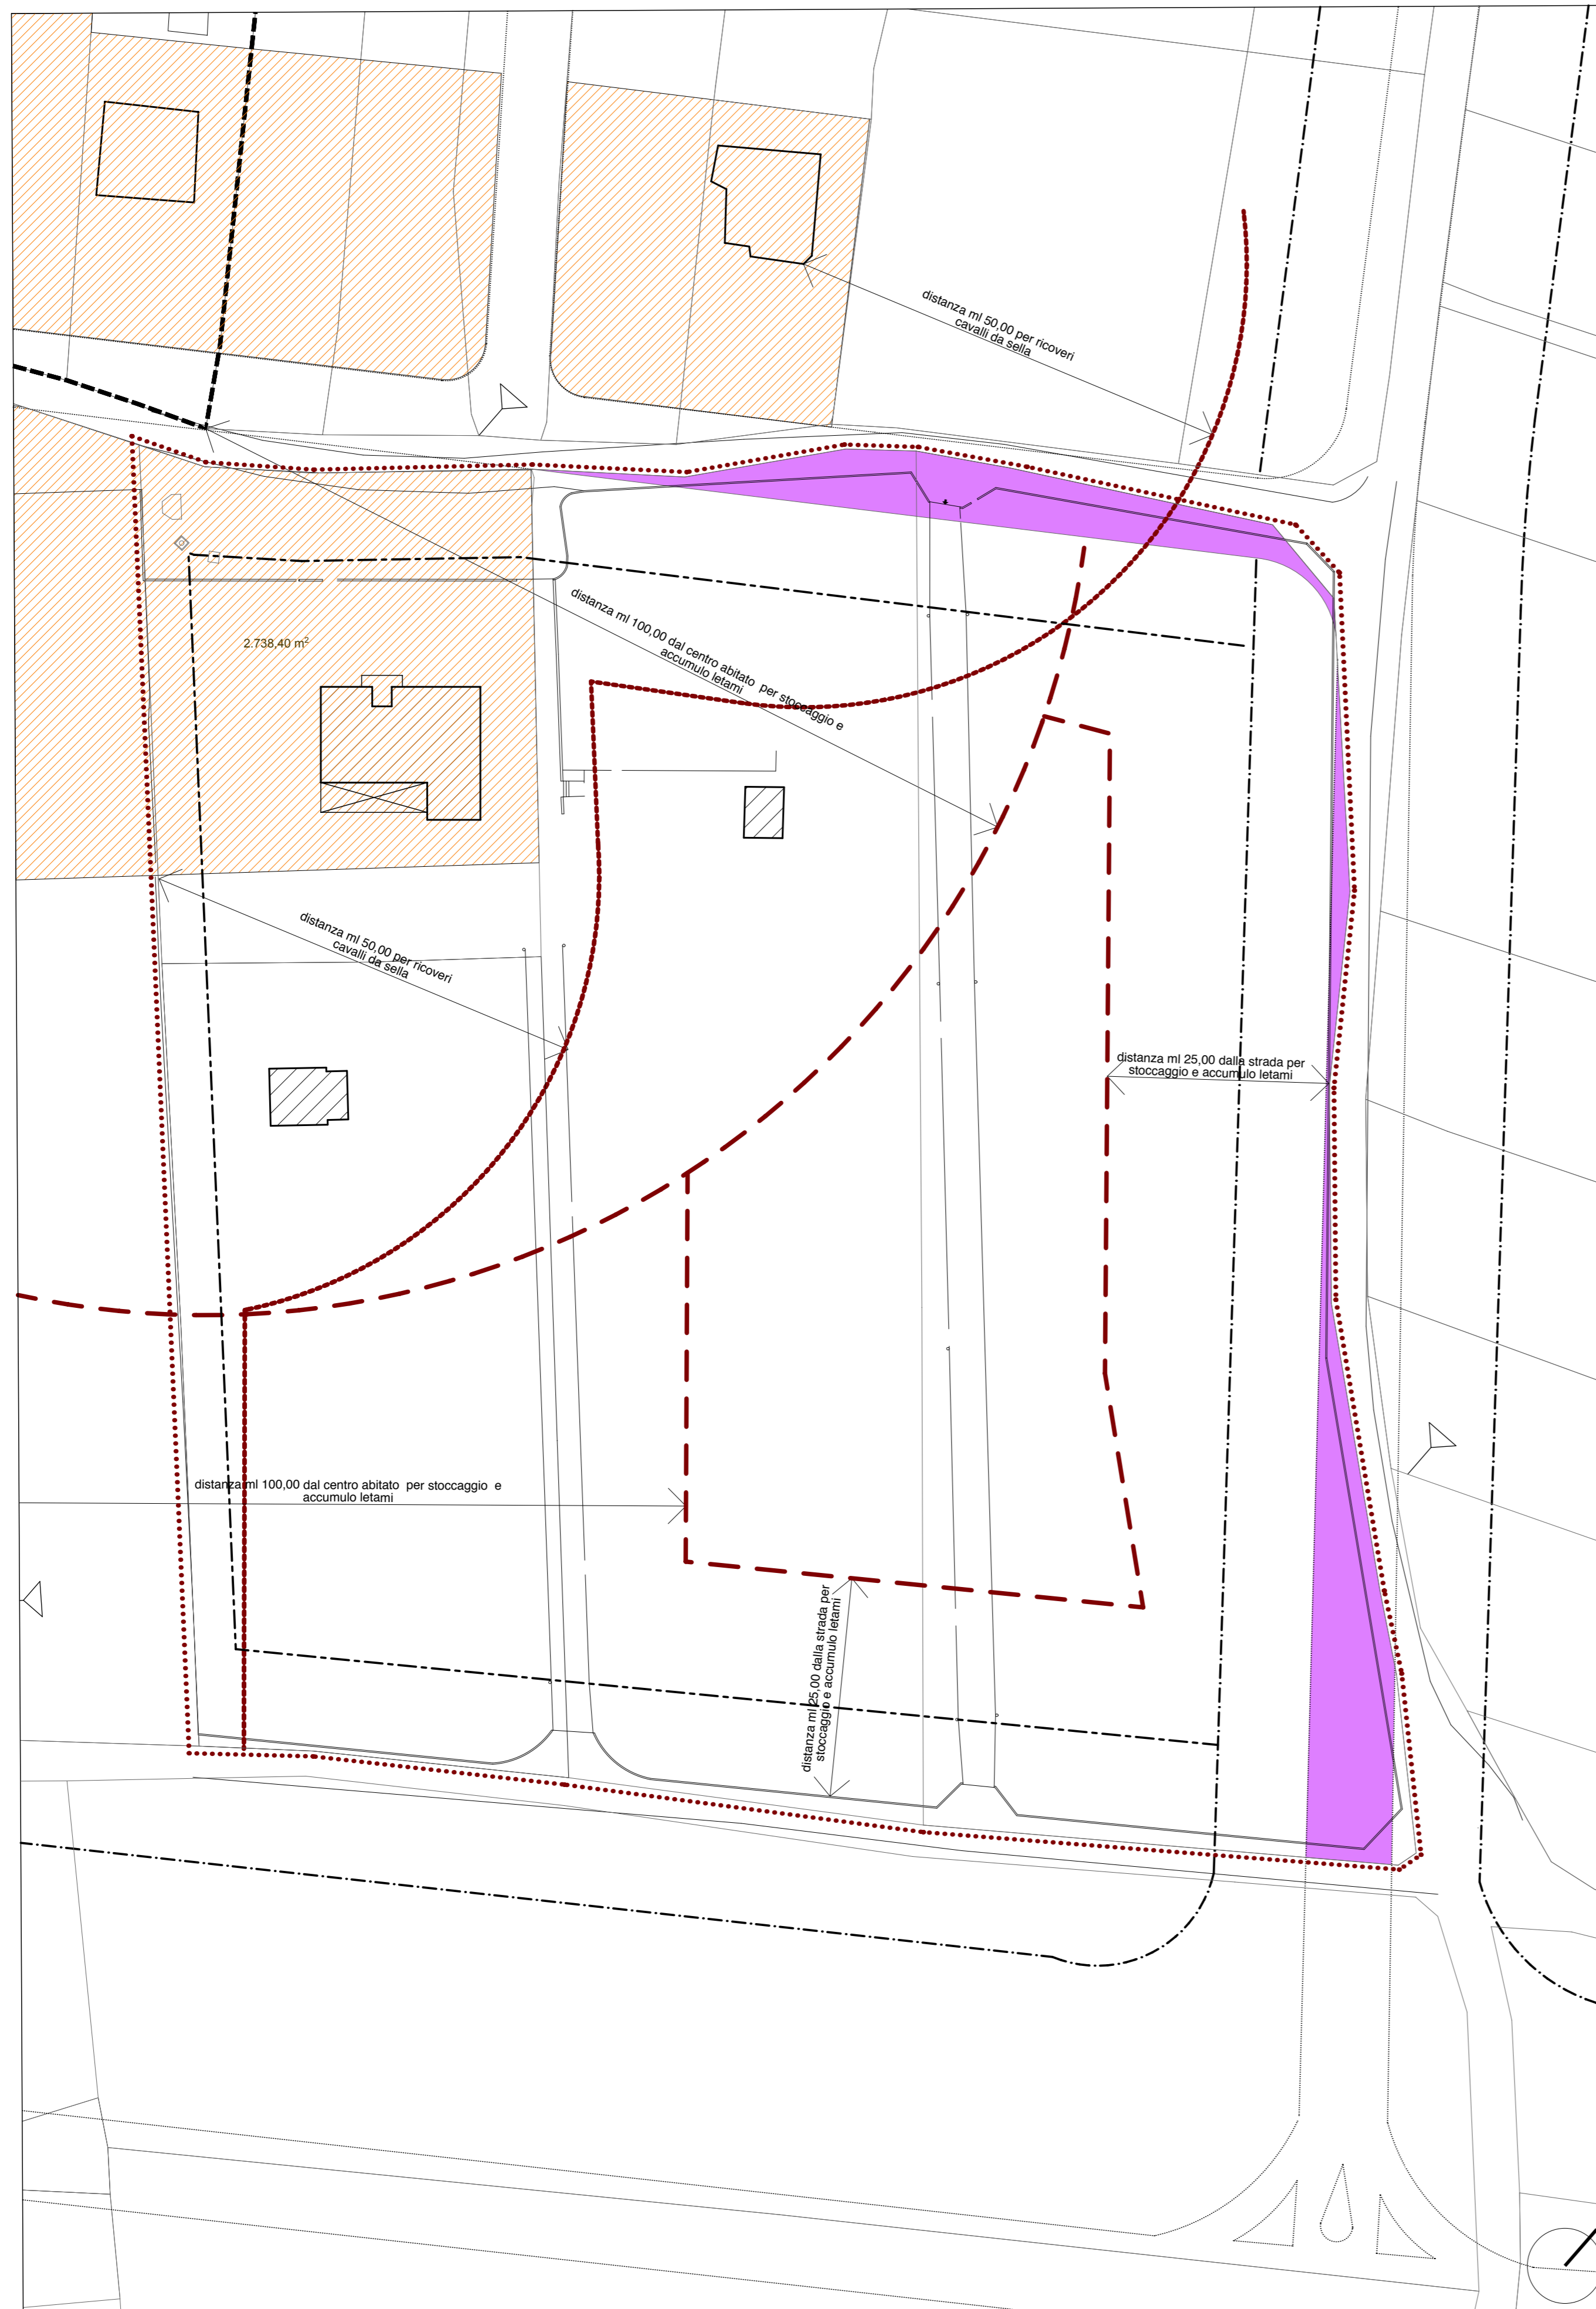 distanza ml 50,00 per ricoveri
cavalli da sella
distanza ml 100,00 dal centro abitato per stoccaggio e
accumulo letami
2.738,40 m²
distanza ml 50,00 per ricoveri
cavalli da sella
distanza ml 25,00 dalla strada per
stoccaggio e accumulo letami
distanza ml 100,00 dal centro abitato per stoccaggio e
accumulo letami
distanza ml 25,00 dalla strada per
stoccaggio e accumulo letami